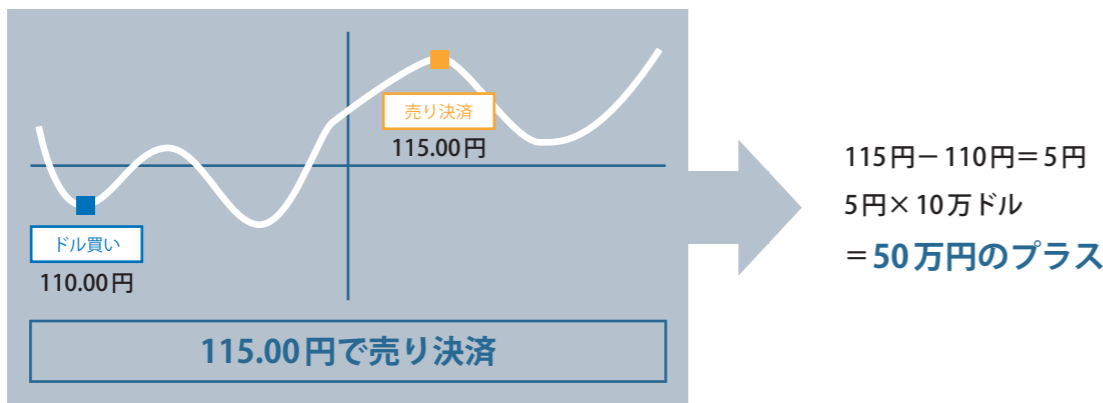 売り決済
115.00円
ドル買い
110.00円
115.00円で売り決済
115円－110円＝5円
5円×10万ドル
＝50万円のプラス